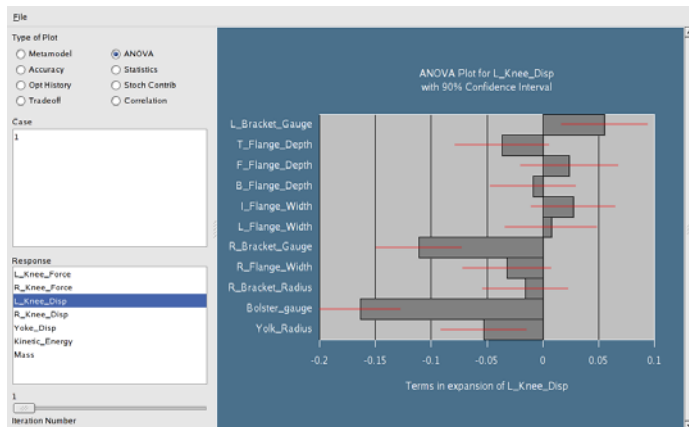 File
Type of Plot
Metamodel ANOVA
Accuracy Statistics
Opt History Stoch Contrib
Tradeoff Correlation
Case
1
Response
L_Knee_Force
R_Knee_Force
L_Knee_Disp
R_Knee_Disp
Yoke_Disp
Kinetic_Energy
Mass
1
Iteration Number
ANOVA Plot for L_Knee_Disp
with 90% Confidence Interval
L_Bracket_Gauge
T_Flange_Depth
F_Flange_Depth
B_Flange_Depth
I_Flange_Width
L_Flange_Width
R_Bracket_Gauge
R_Flange_Width
R_Bracket_Radius
Bolster_gauge
Yolk_Radius
-0.2 -0.15 -0.1 -0.05 0 0.05 0.1
Terms in expansion of L_Knee_Disp